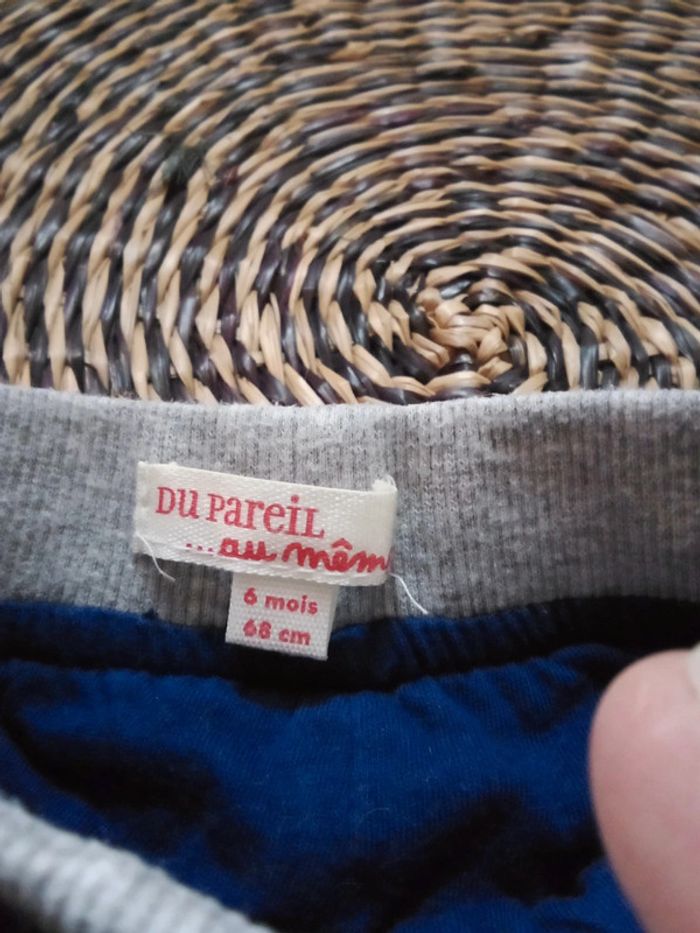 DU PaReiL
...au mêm
6 mois
68 cm